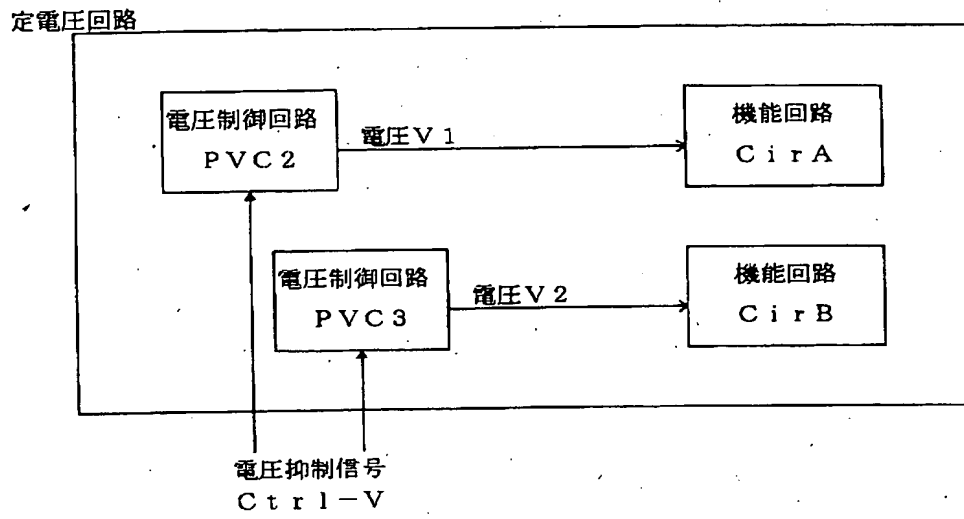 定電圧回路
電圧制御回路
PVC2
電圧V1
機能回路
CirA
電圧制御回路
PVC3
電圧V2
機能回路
CirB
電圧抑制信号
Ctrl-V